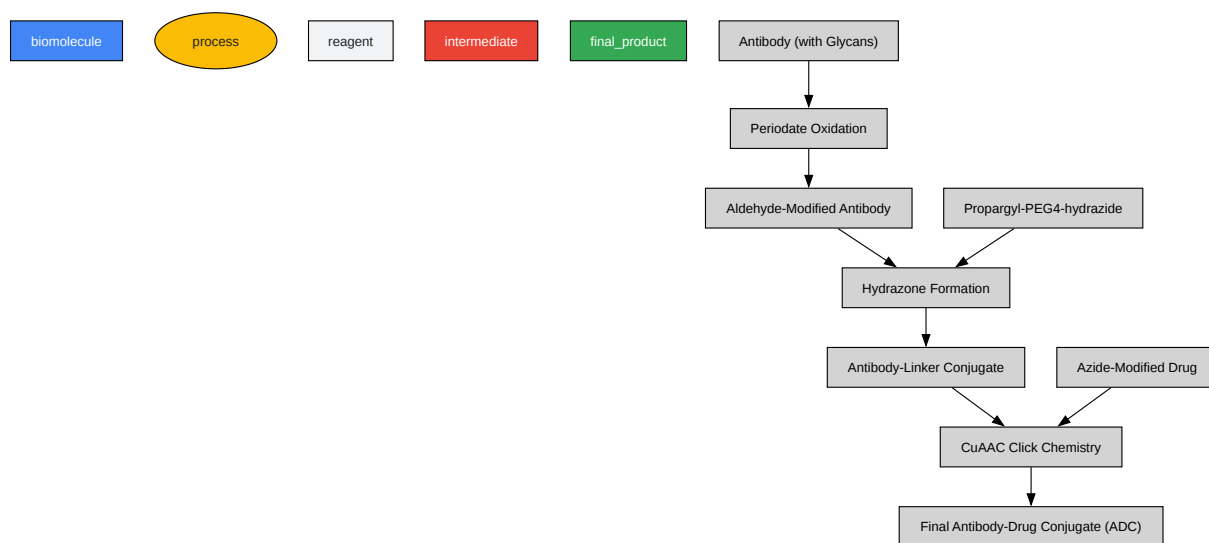 biomolecule
process
reagent
intermediate
final_product
Antibody (with Glycans)
Periodate Oxidation
Aldehyde-Modified Antibody
Propargyl-PEG4-hydrazide
Hydrazone Formation
Antibody-Linker Conjugate
Azide-Modified Drug
CuAAC Click Chemistry
Final Antibody-Drug Conjugate (ADC)